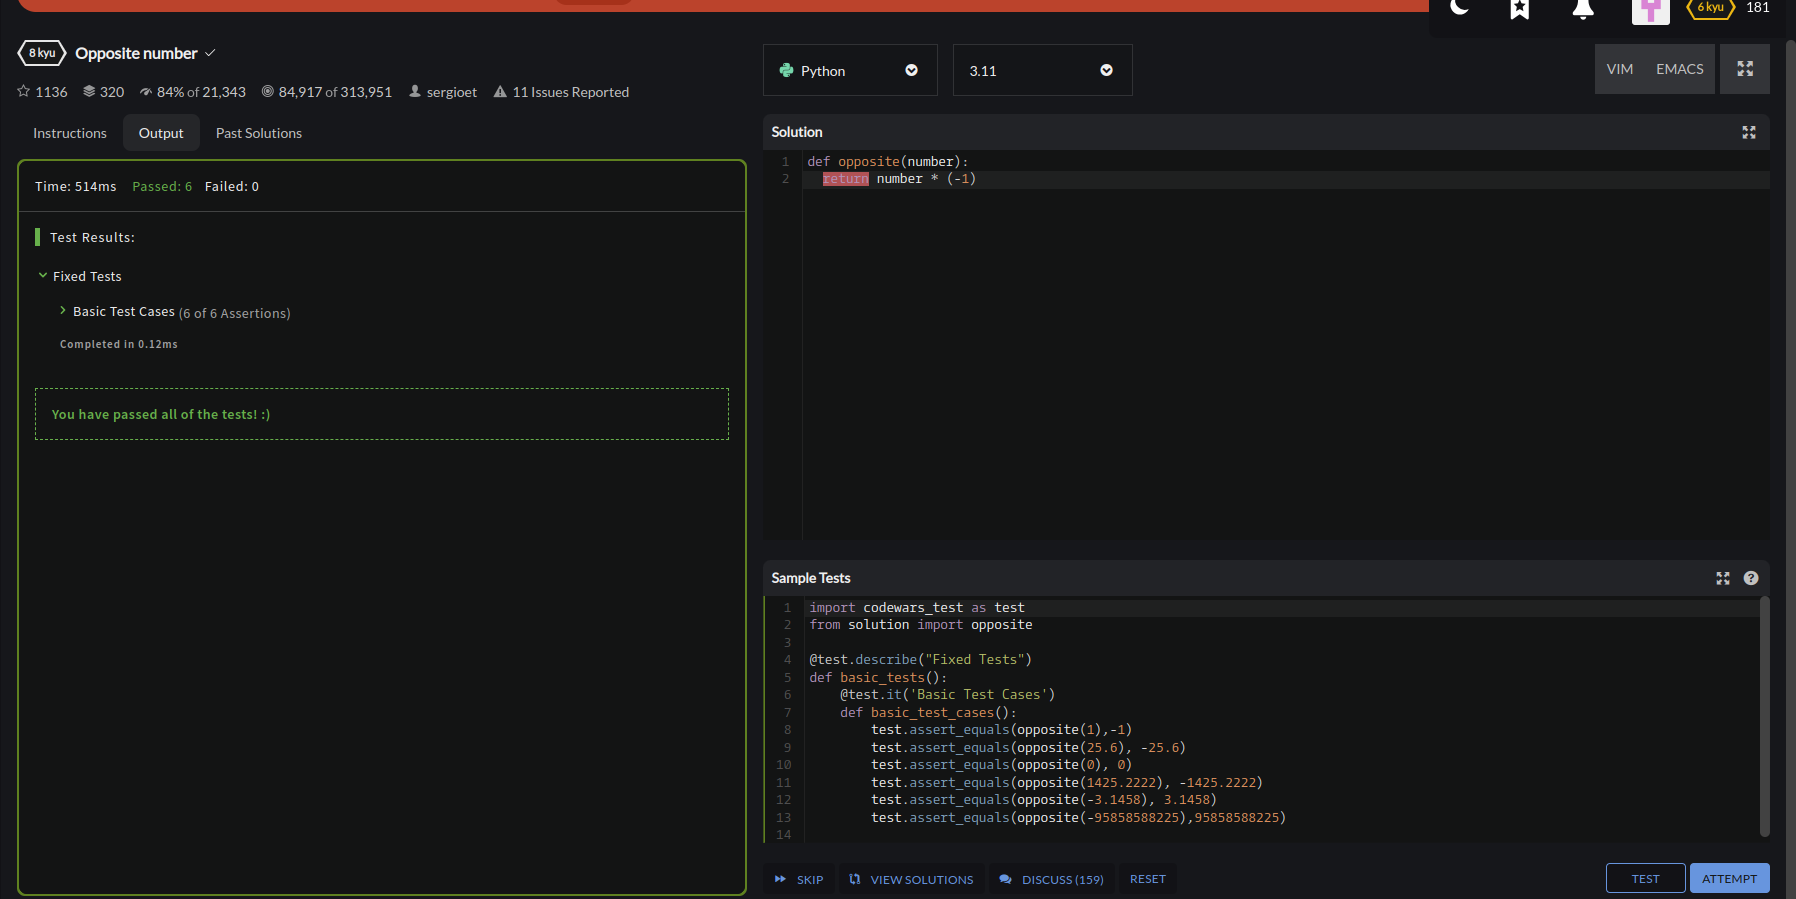 6 kyu 181
8 kyu Opposite number
1136 320 84% of 21,343 84,917 of 313,951 sergioet 11 Issues Reported
Instructions Output Past Solutions
Time: 514ms Passed: 6 Failed: 0
Test Results:
Fixed Tests
Basic Test Cases (6 of 6 Assertions)
Completed in 0.12ms
You have passed all of the tests! :)
Python 3.11 VIM EMACS
Solution
1 def opposite(number):
2   return number * (-1)
Sample Tests
1 import codewars_test as test
2 from solution import opposite
3
4 @test.describe("Fixed Tests")
5 def basic_tests():
6     @test.it('Basic Test Cases')
7     def basic_test_cases():
8         test.assert_equals(opposite(1),-1)
9         test.assert_equals(opposite(25.6), -25.6)
10         test.assert_equals(opposite(0), 0)
11         test.assert_equals(opposite(1425.2222), -1425.2222)
12         test.assert_equals(opposite(-3.1458), 3.1458)
13         test.assert_equals(opposite(-95858588225),95858588225)
14
SKIP VIEW SOLUTIONS DISCUSS (159) RESET TEST ATTEMPT